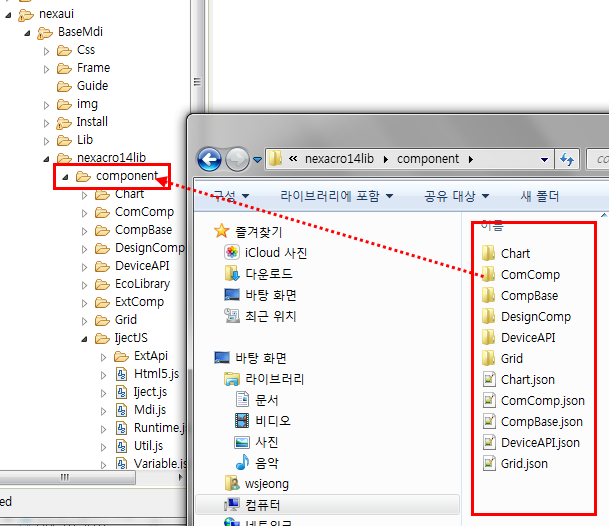 nexaui
BaseMdi
Css
Frame
Guide
img
Install
Lib
nexacro14lib
component
Chart
ComComp
CompBase
DesignComp
DeviceAPI
EcoLibrary
ExtComp
Grid
IjectJS
ExtApi
Html5.js
Iject.js
Mdi.js
Runtime.js
Util.js
Variable.js
ed
« nexacro14lib component
co
구성 라이브러리에 포함 공유 대상 새 폴더
즐겨찾기
iCloud 사진
다운로드
바탕 화면
최근 위치
바탕 화면
라이브러리
문서
비디오
사진
음악
wsjeong
컴퓨터
네트워크
이름
Chart
ComComp
CompBase
DesignComp
DeviceAPI
Grid
Chart.json
ComComp.json
CompBase.json
DeviceAPI.json
Grid.json